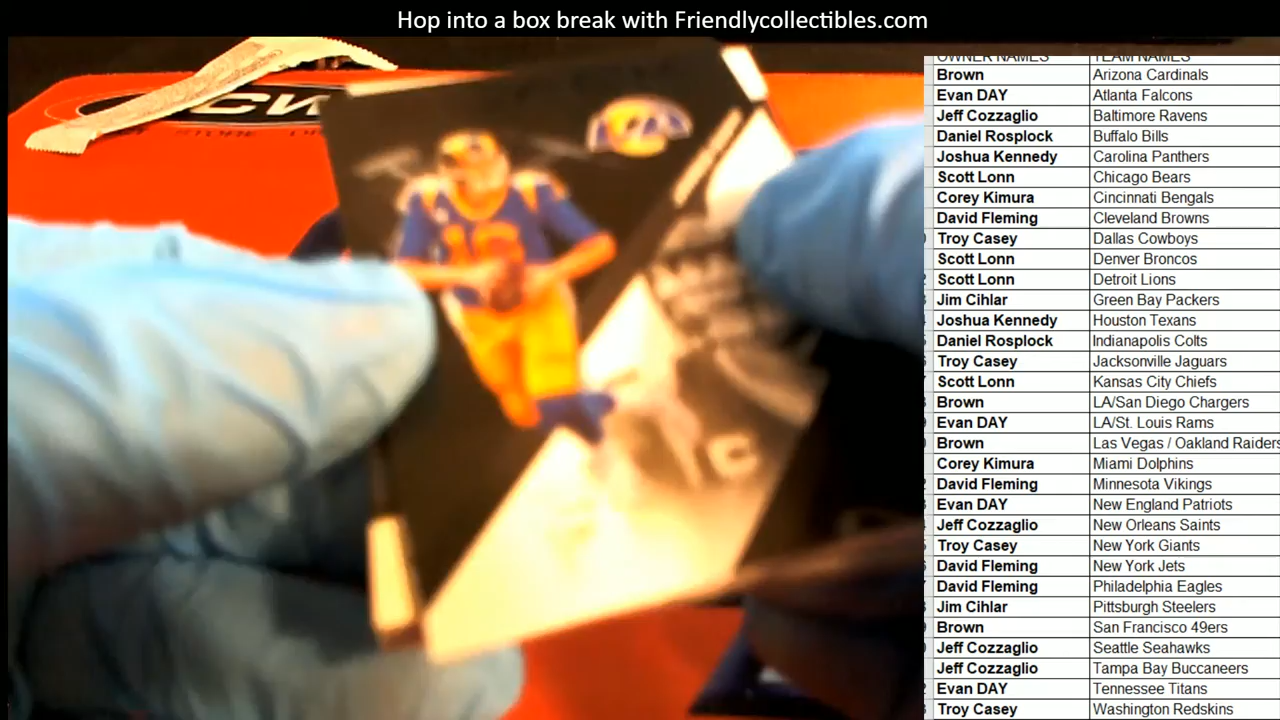 Hop into a box break with Friendlycollectibles.com
OWNER NAMES TEAM NAMES
Brown Arizona Cardinals
Evan DAY Atlanta Falcons
Jeff Cozzaglio Baltimore Ravens
Daniel Rosplock Buffalo Bills
Joshua Kennedy Carolina Panthers
Scott Lonn Chicago Bears
Corey Kimura Cincinnati Bengals
David Fleming Cleveland Browns
Troy Casey Dallas Cowboys
Scott Lonn Denver Broncos
Scott Lonn Detroit Lions
Jim Cihlar Green Bay Packers
Joshua Kennedy Houston Texans
Daniel Rosplock Indianapolis Colts
Troy Casey Jacksonville Jaguars
Scott Lonn Kansas City Chiefs
Brown LA/San Diego Chargers
Evan DAY LA/St. Louis Rams
Brown Las Vegas / Oakland Raiders
Corey Kimura Miami Dolphins
David Fleming Minnesota Vikings
Evan DAY New England Patriots
Jeff Cozzaglio New Orleans Saints
Troy Casey New York Giants
David Fleming New York Jets
David Fleming Philadelphia Eagles
Jim Cihlar Pittsburgh Steelers
Brown San Francisco 49ers
Jeff Cozzaglio Seattle Seahawks
Jeff Cozzaglio Tampa Bay Buccaneers
Evan DAY Tennessee Titans
Troy Casey Washington Redskins